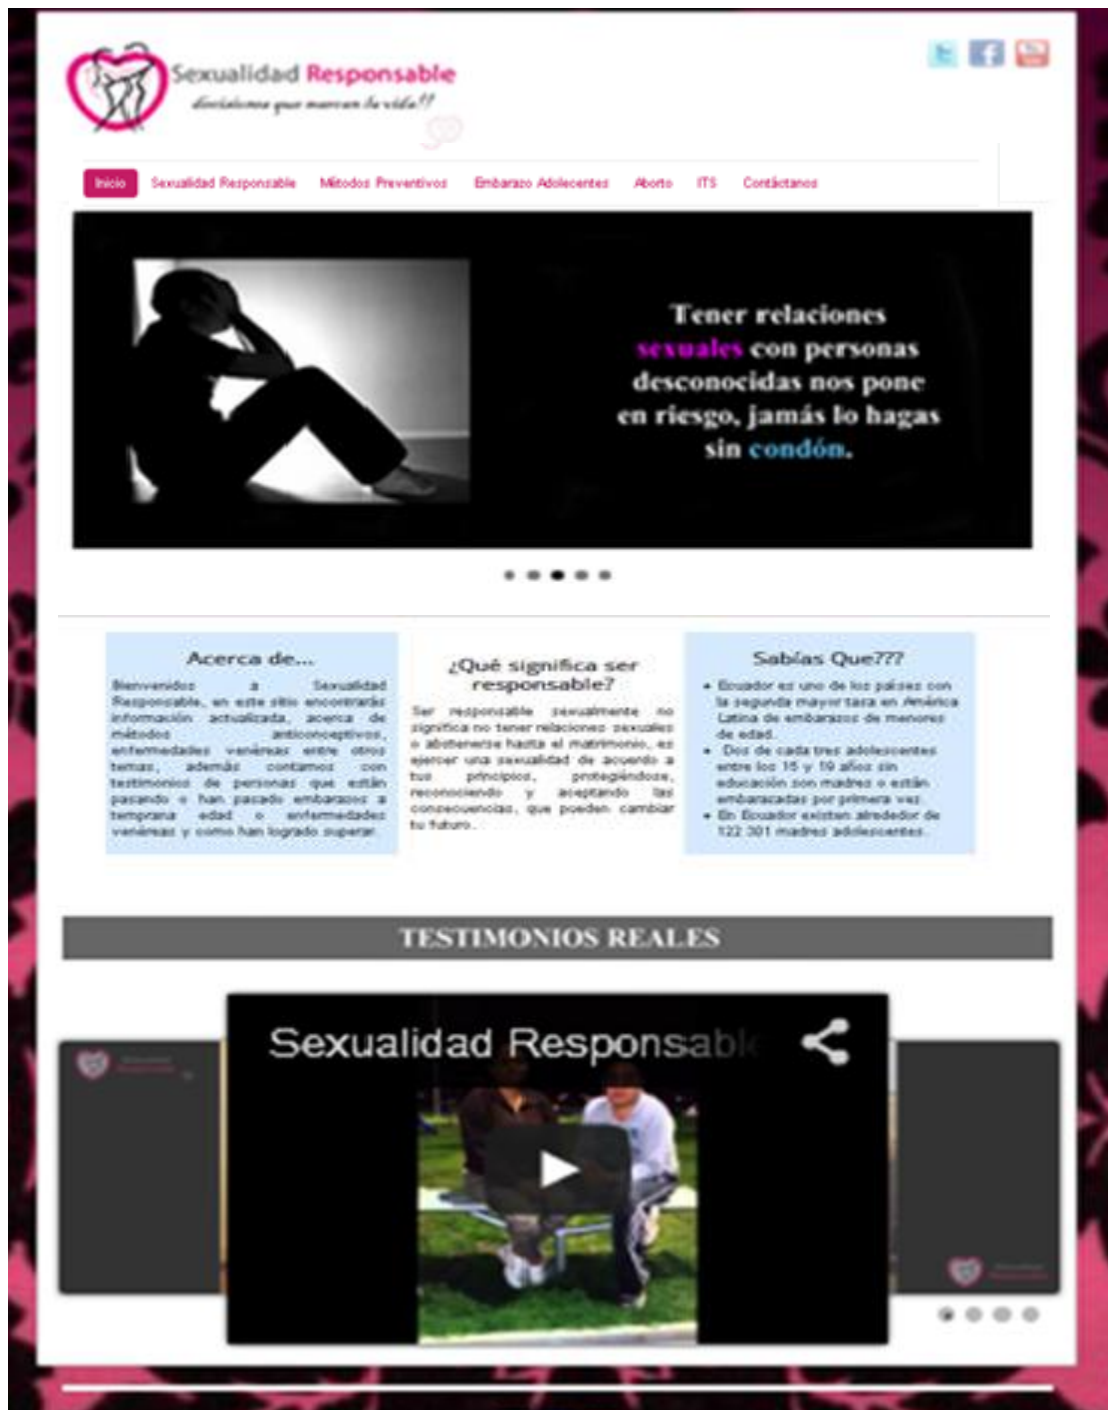 Sexualidad Responsable
decisiones que marcan la vida!!
Inicio Sexualidad Responsable Métodos Preventivos Embarazo Adolecentes Aborto ITS Contáctanos
Tener relaciones
sexuales con personas
desconocidas nos pone
en riesgo, jamás lo hagas
sin condón.
Acerca de...
Bienvenidos a Sexualidad
Responsable, en este sitio encontrarás
información actualizada, acerca de
métodos anticonceptivos,
enfermedades venéreas entre otros
temas, además contamos con
testimonios de personas que están
pasando o han pasado embarazos a
temprana edad o enfermedades
venéreas y como han logrado superar.
¿Qué significa ser
responsable?
Ser responsable sexualmente no
significa no tener relaciones sexuales
o abstenerse hasta el matrimonio, es
ejercer una sexualidad de acuerdo a
tus principios, protegiéndose,
reconociendo y aceptando las
consecuencias, que pueden cambiar
tu futuro.
Sabías Que???
• Ecuador es uno de los países con
la segunda mayor tasa en América
Latina de embarazos de menores
de edad.
• Dos de cada tres adolescentes
entre los 15 y 19 años sin
educación son madres o están
embarazadas por primera vez.
• En Ecuador existen alrededor de
122.301 madres adolescentes.
TESTIMONIOS REALES
Sexualidad Responsable